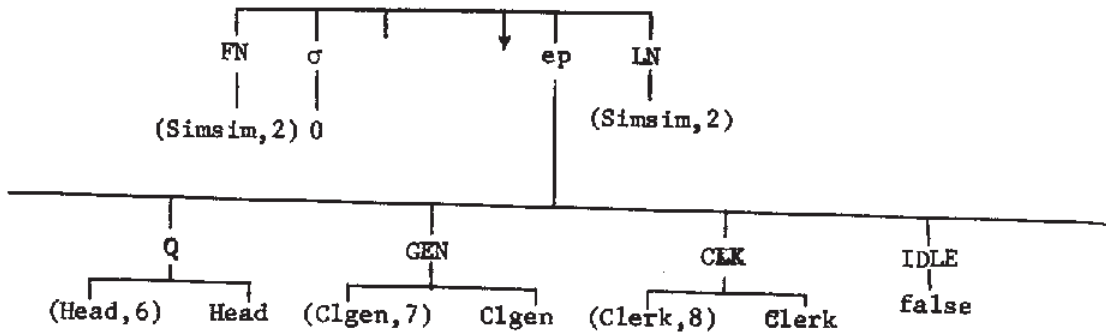 FN σ ep LN
(Simsim,2) 0 (Simsim,2)
Q GEN CLK IDLE
(Head,6) Head (Clgen,7) Clgen (Clerk,8) Clerk false